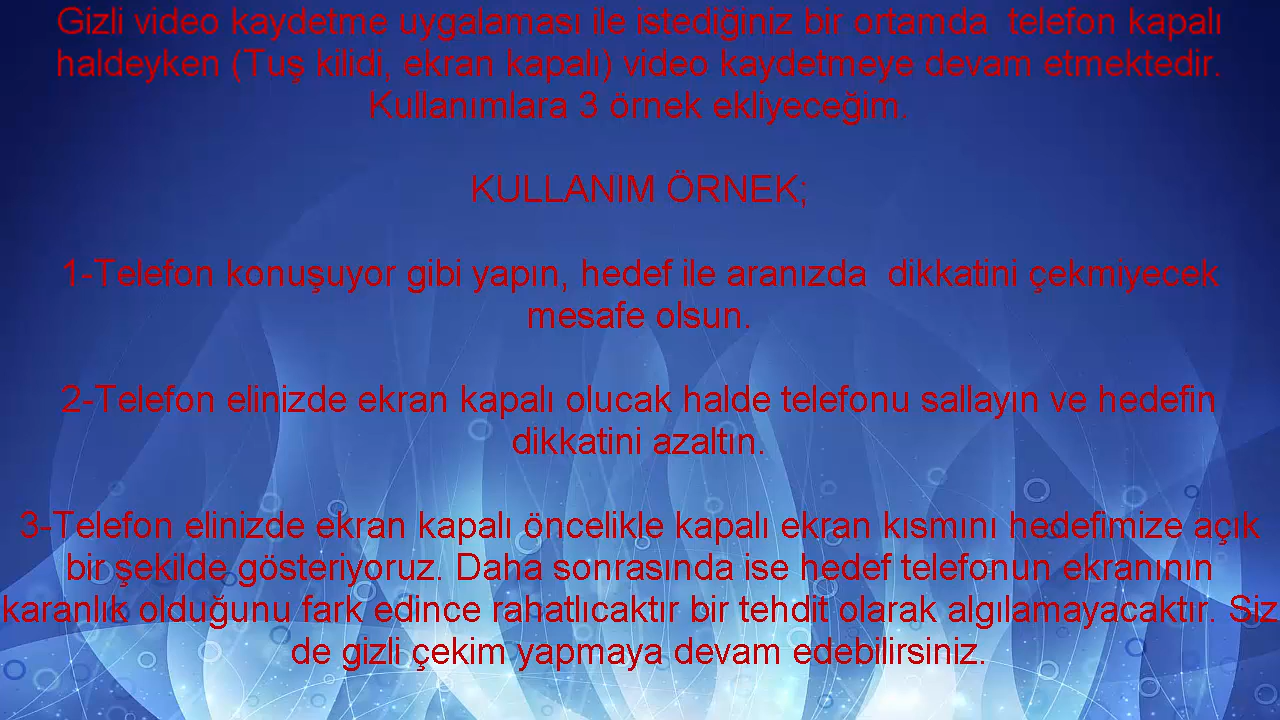 Gizli video kaydetme uygalaması ile istediğiniz bir ortamda telefon kapalı
haldeyken (Tuş kilidi, ekran kapalı) video kaydetmeye devam etmektedir.
Kullanımlara 3 örnek ekliyeceğim.
KULLANIM ÖRNEK;
1-Telefon konuşuyor gibi yapın, hedef ile aranızda dikkatini çekmiyecek
mesafe olsun.
2-Telefon elinizde ekran kapalı olucak halde telefonu sallayın ve hedefin
dikkatini azaltın.
3-Telefon elinizde ekran kapalı öncelikle kapalı ekran kısmını hedefimize açık
bir şekilde gösteriyoruz. Daha sonrasında ise hedef telefonun ekranının
karanlık olduğunu fark edince rahatlıcaktır bir tehdit olarak algılamayacaktır. Siz
de gizli çekim yapmaya devam edebilirsiniz.